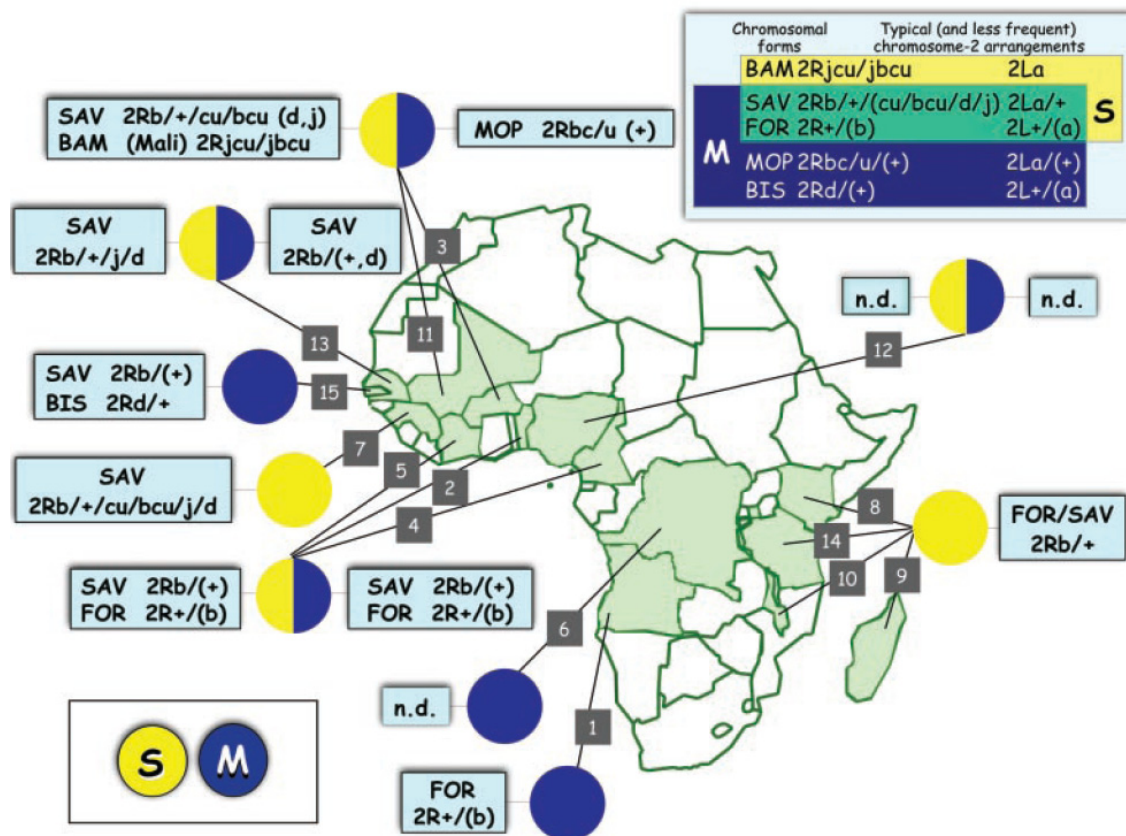 Chromosomal Typical (and less frequent)
forms chromosome-2 arrangements
BAM 2Rjcu/jbcu 2La
SAV 2Rb/+/(cu/bcu/d/j) 2La/+
FOR 2R+/(b) 2L+/(a)
MOP 2Rbc/u/(+) 2La/(+)
BIS 2Rd/(+) 2L+/(a)
M
S
SAV 2Rb/+/cu/bcu (d,j)
BAM (Mali) 2Rjcu/jbcu
MOP 2Rbc/u (+)
SAV
2Rb/+/j/d
SAV
2Rb/(+,d)
3
11
13
n.d.
n.d.
12
SAV 2Rb/(+)
BIS 2Rd/+
15
7
SAV
2Rb/+/cu/bcu/j/d
5
2
4
8
14
10
9
FOR/SAV
2Rb/+
SAV 2Rb/(+)
FOR 2R+/(b)
SAV 2Rb/(+)
FOR 2R+/(b)
6
n.d.
1
FOR
2R+/(b)
S M